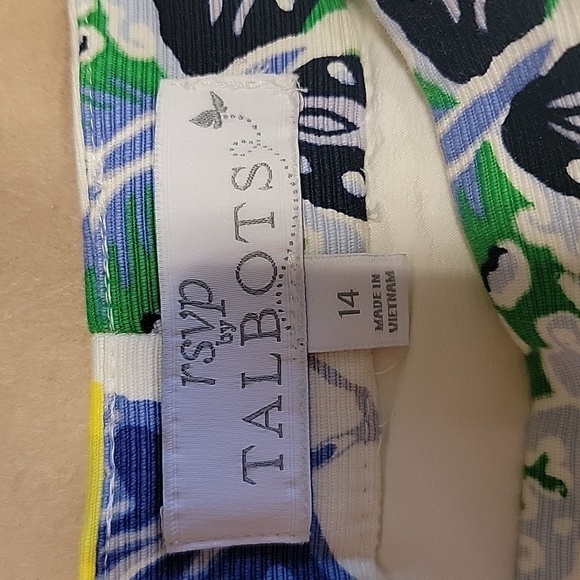 rsvp
by
TALBOTS
14
MADE IN
VIETNAM